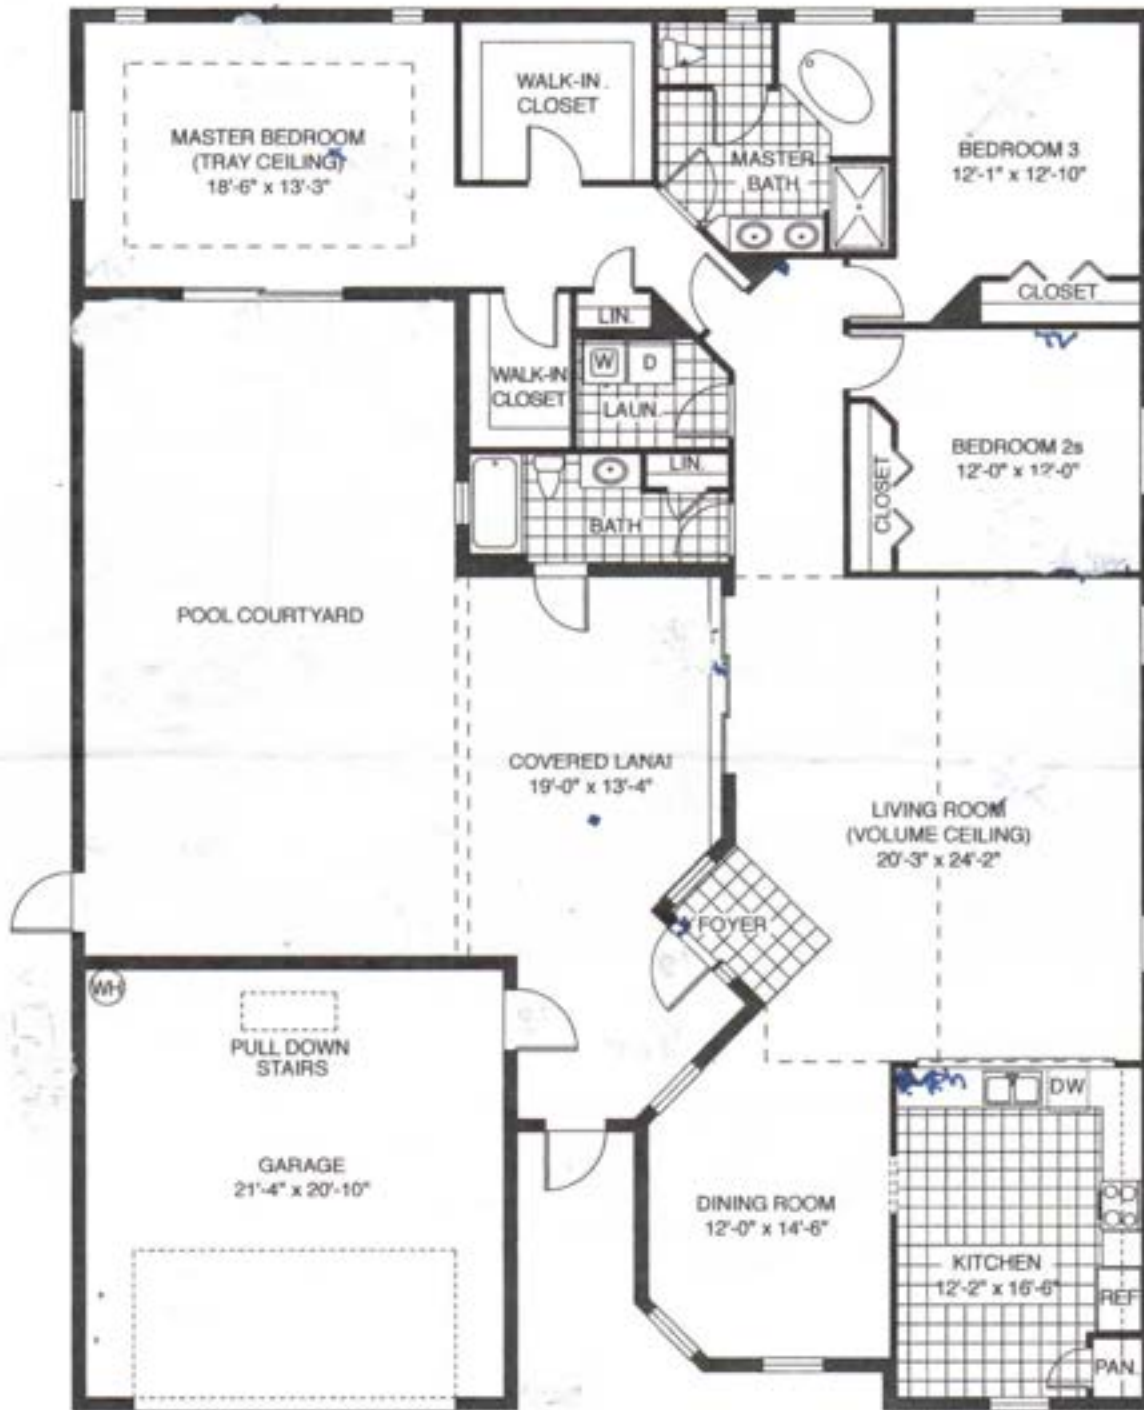 MASTER BEDROOM
(TRAY CEILING)
18'-6" x 13'-3"
WALK-IN
CLOSET
MASTER
BATH
BEDROOM 3
12'-1" x 12'-10"
CLOSET
LIN.
WALK-IN
CLOSET
W
D
LAUN.
LIN.
BATH
BEDROOM 2s
12'-0" x 12'-0"
CLOSET
POOL COURTYARD
COVERED LANAI
19'-0" x 13'-4"
LIVING ROOM
(VOLUME CEILING)
20'-3" x 24'-2"
FOYER
WH
PULL DOWN
STAIRS
GARAGE
21'-4" x 20'-10"
DW
DINING ROOM
12'-0" x 14'-6"
KITCHEN
12'-2" x 16'-6"
REF
PAN.